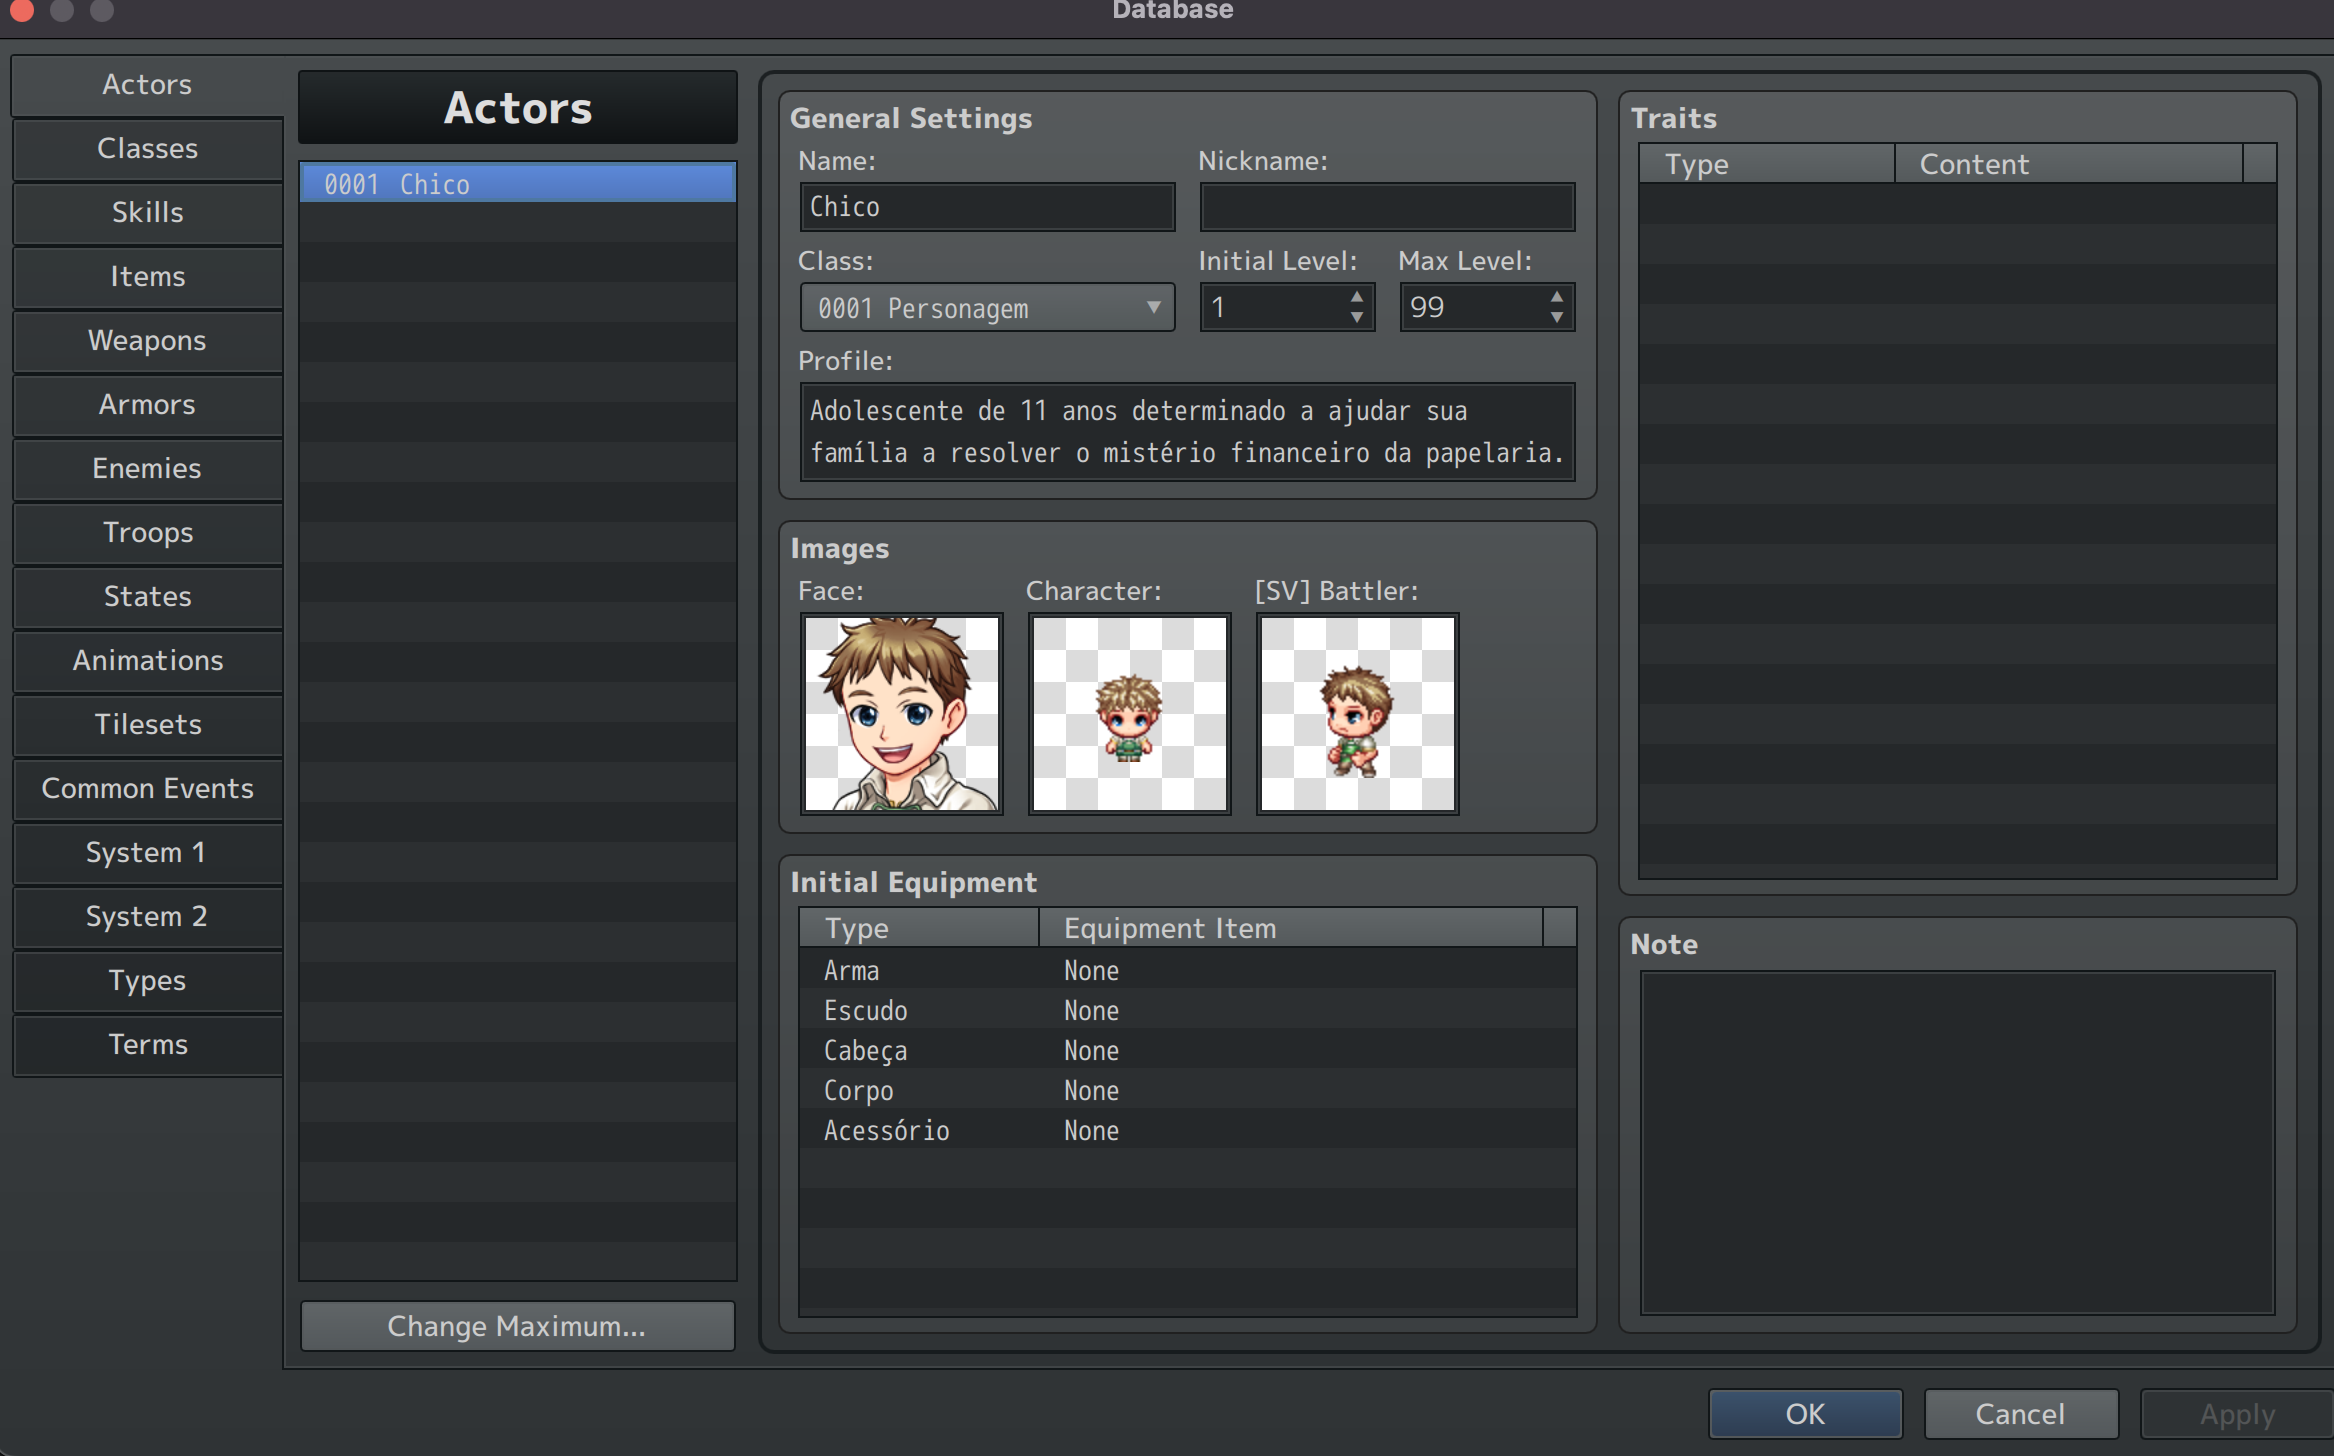 Database
Actors
Classes
Skills
Items
Weapons
Armors
Enemies
Troops
States
Animations
Tilesets
Common Events
System 1
System 2
Types
Terms
Actors
0001 Chico
Change Maximum...
General Settings
Name:
Nickname:
Chico
Class:
Initial Level:
Max Level:
0001 Personagem
1
99
Profile:
Adolescente de 11 anos determinado a ajudar sua
família a resolver o mistério financeiro da papelaria.
Images
Face:
Character:
[SV] Battler:
Initial Equipment
Type
Equipment Item
Arma
None
Escudo
None
Cabeça
None
Corpo
None
Acessório
None
Traits
Type
Content
Note
OK
Cancel
Apply